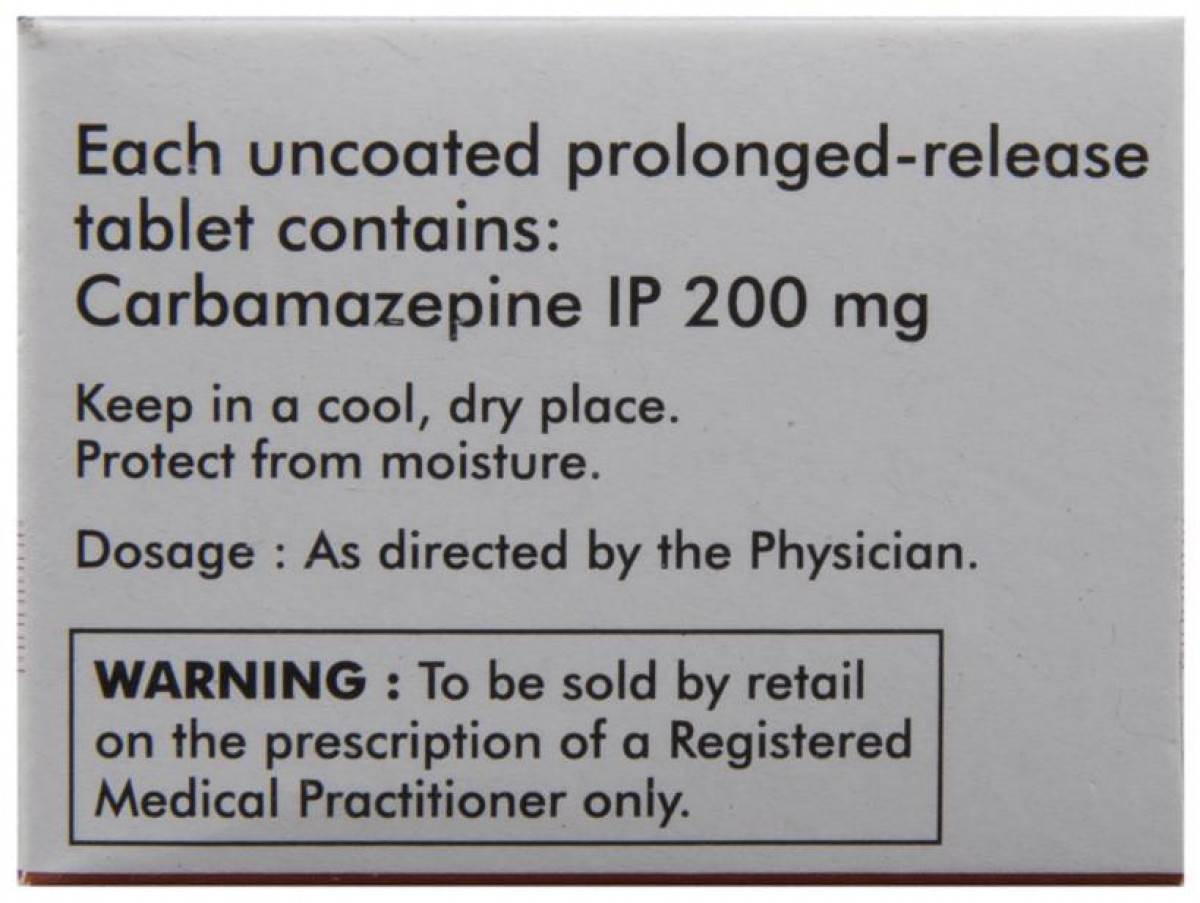 Each uncoated prolonged-release
tablet contains:
Carbamazepine IP 200 mg
Keep in a cool, dry place.
Protect from moisture.
Dosage : As directed by the Physician.
WARNING : To be sold by retail
on the prescription of a Registered
Medical Practitioner only.